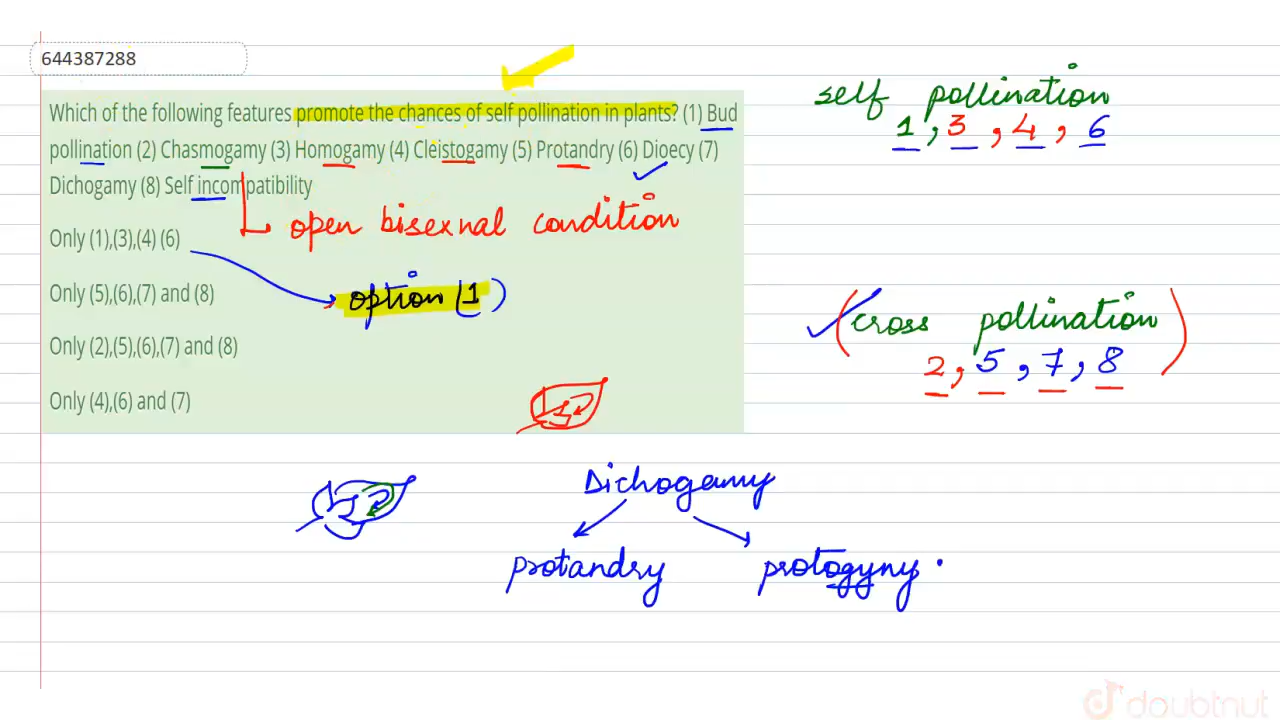 644387288
Which of the following features promote the chances of self pollination in plants? (1) Bud
pollination (2) Chasmogamy (3) Homogamy (4) Cleistogamy (5) Protandry (6) Dioecy (7)
Dichogamy (8) Self incompatibility
Only (1),(3),(4) (6)
Only (5),(6),(7) and (8)
Only (2),(5),(6),(7) and (8)
Only (4),(6) and (7)
open bisexnal condition
option (1)
self pollination
1, 3, 4, 6
(cross pollination)
2, 5, 7, 8
Dichogamy
protandry protogyny
doubtnut